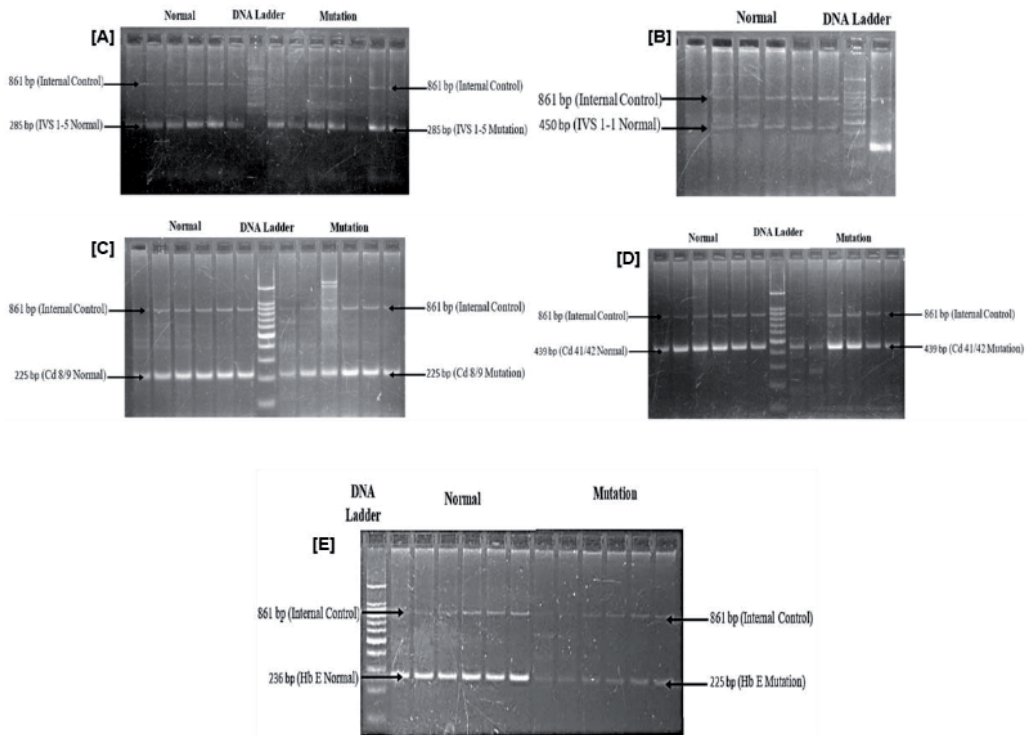 [A]
Normal DNA Ladder Mutation
861 bp (Internal Control)
285 bp (IVS 1-5 Normal)
861 bp (Internal Control)
285 bp (IVS 1-5 Mutation)
[B]
Normal DNA Ladder
861 bp (Internal Control)
450 bp (IVS 1-1 Normal)
[C]
Normal DNA Ladder Mutation
861 bp (Internal Control)
225 bp (Cd 8/9 Normal)
861 bp (Internal Control)
225 bp (Cd 8/9 Mutation)
[D]
Normal DNA Ladder Mutation
861 bp (Internal Control)
439 bp (Cd 41/42 Normal)
861 bp (Internal Control)
439 bp (Cd 41/42 Mutation)
[E]
DNA
Ladder
Normal Mutation
861 bp (Internal Control)
236 bp (Hb E Normal)
861 bp (Internal Control)
225 bp (Hb E Mutation)